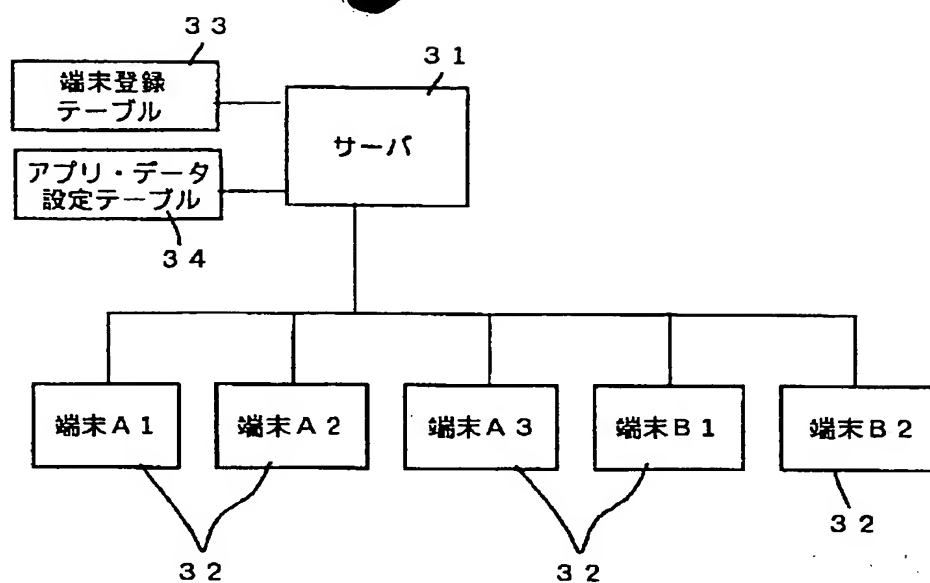 ３３
端末登録
テーブル
３１
サーバ
アプリ・データ
設定テーブル
３４
端末Ａ１
端末Ａ２
端末Ａ３
端末Ｂ１
端末Ｂ２
３２
３２
３２